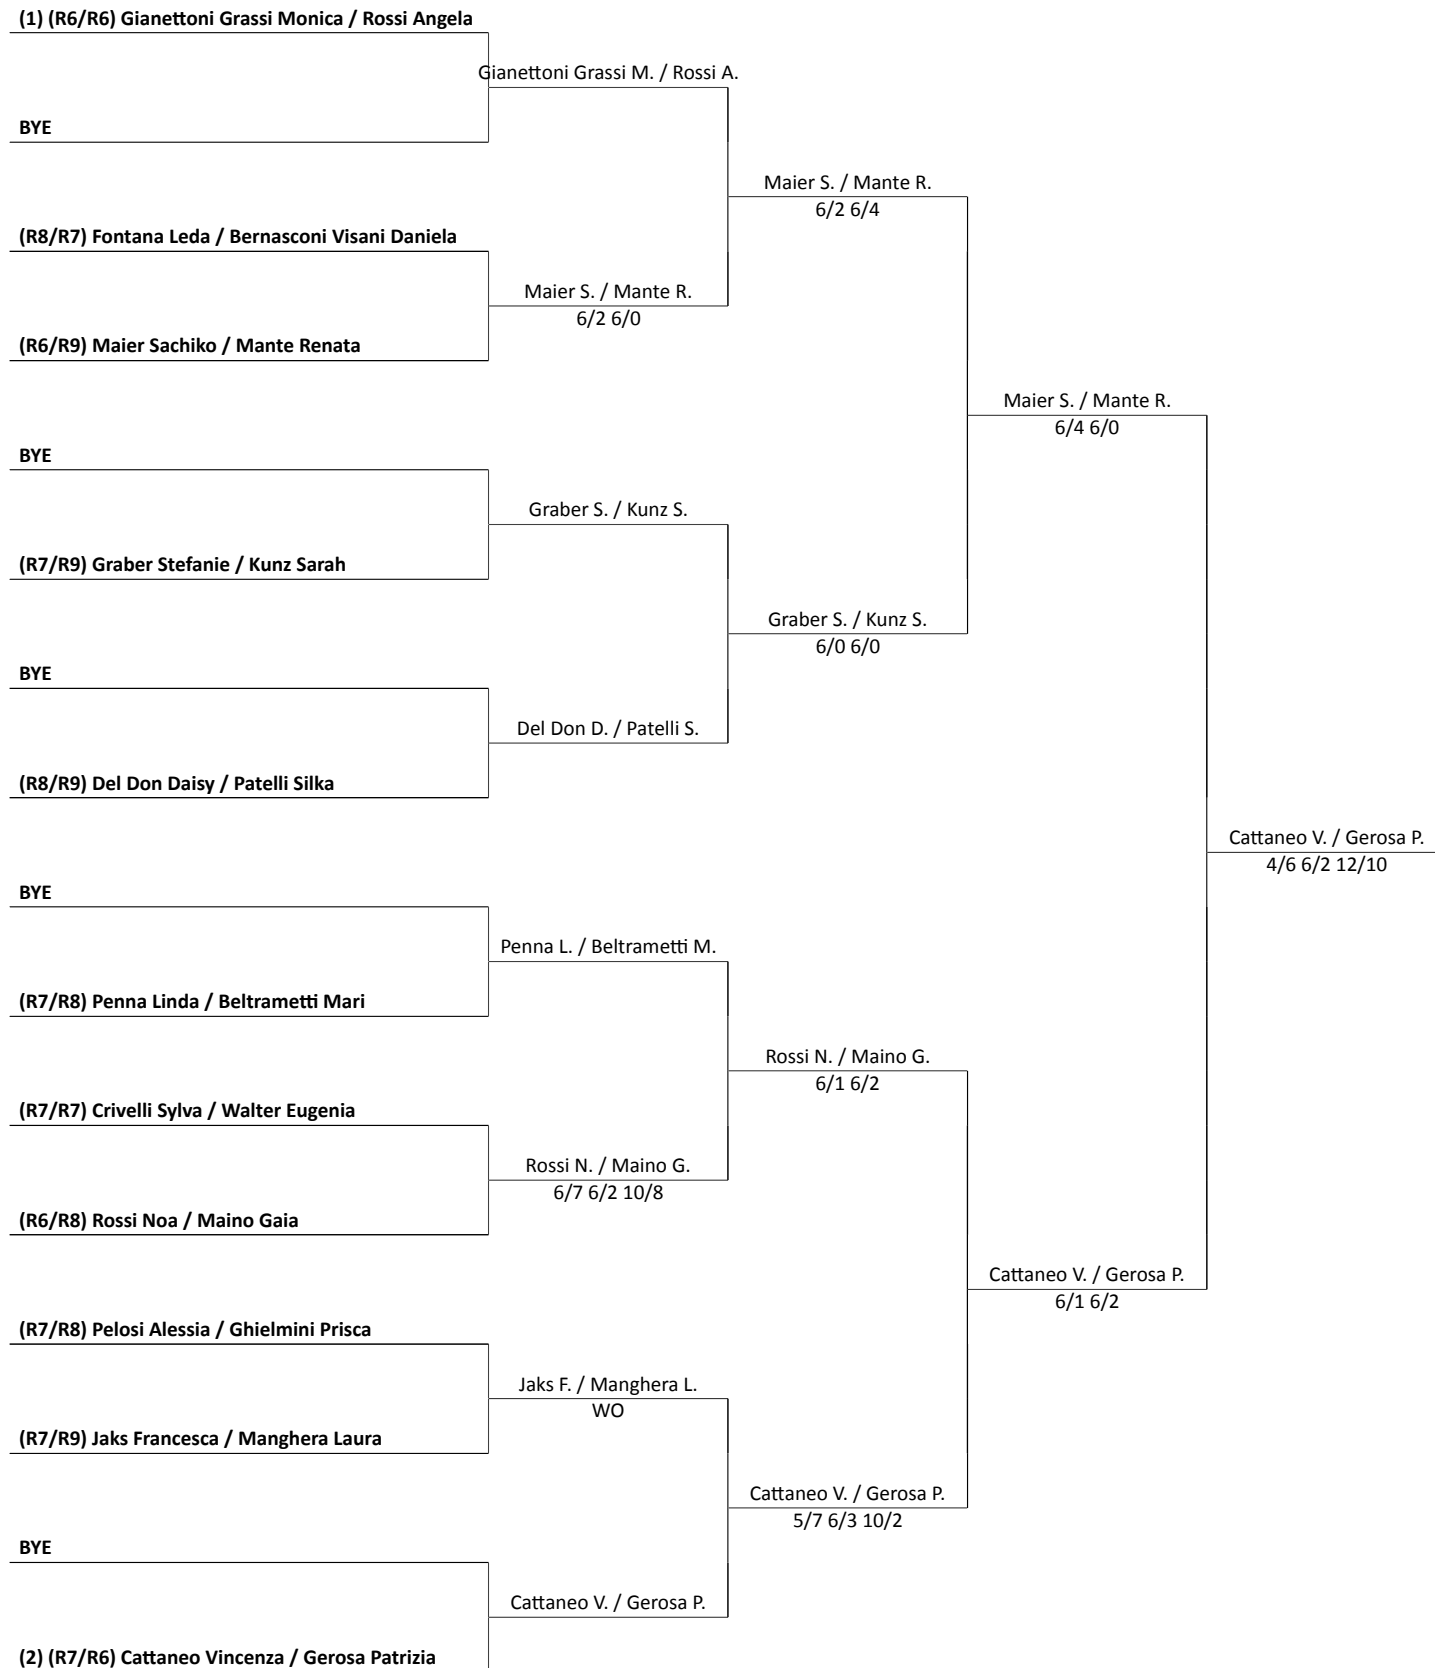 (1) (R6/R6) Gianettoni Grassi Monica / Rossi Angela
Gianettoni Grassi M. / Rossi A.
BYE
Maier S. / Mante R.
6/2 6/4
(R8/R7) Fontana Leda / Bernasconi Visani Daniela
Maier S. / Mante R.
6/2 6/0
(R6/R9) Maier Sachiko / Mante Renata
Maier S. / Mante R.
6/4 6/0
BYE
Graber S. / Kunz S.
(R7/R9) Graber Stefanie / Kunz Sarah
Graber S. / Kunz S.
6/0 6/0
BYE
Del Don D. / Patelli S.
(R8/R9) Del Don Daisy / Patelli Silka
Cattaneo V. / Gerosa P.
4/6 6/2 12/10
BYE
Penna L. / Beltrametti M.
(R7/R8) Penna Linda / Beltrametti Mari
Rossi N. / Maino G.
6/1 6/2
(R7/R7) Crivelli Sylva / Walter Eugenia
Rossi N. / Maino G.
6/7 6/2 10/8
(R6/R8) Rossi Noa / Maino Gaia
Cattaneo V. / Gerosa P.
6/1 6/2
(R7/R8) Pelosi Alessia / Ghielmini Prisca
Jaks F. / Manghera L.
WO
(R7/R9) Jaks Francesca / Manghera Laura
Cattaneo V. / Gerosa P.
5/7 6/3 10/2
BYE
Cattaneo V. / Gerosa P.
(2) (R7/R6) Cattaneo Vincenza / Gerosa Patrizia